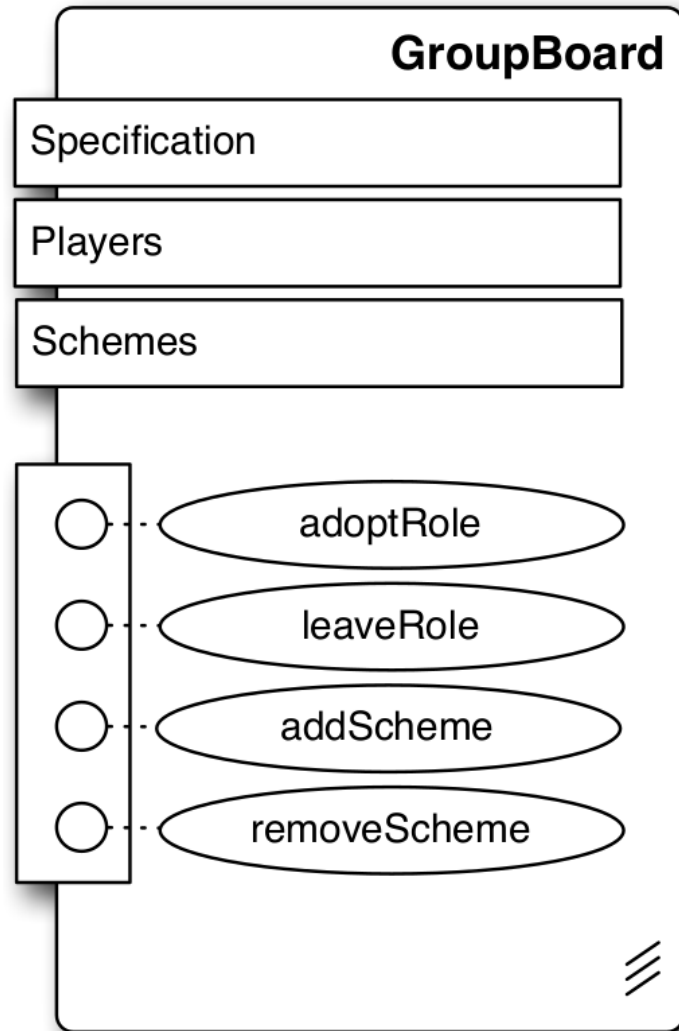 GroupBoard
Specification
Players
Schemes
adoptRole
leaveRole
addScheme
removeScheme